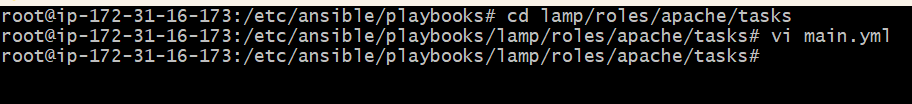 root@ip-172-31-16-173:/etc/ansible/playbooks# cd lamp/roles/apache/tasks
root@ip-172-31-16-173:/etc/ansible/playbooks/lamp/roles/apache/tasks# vi main.yml
root@ip-172-31-16-173:/etc/ansible/playbooks/lamp/roles/apache/tasks#